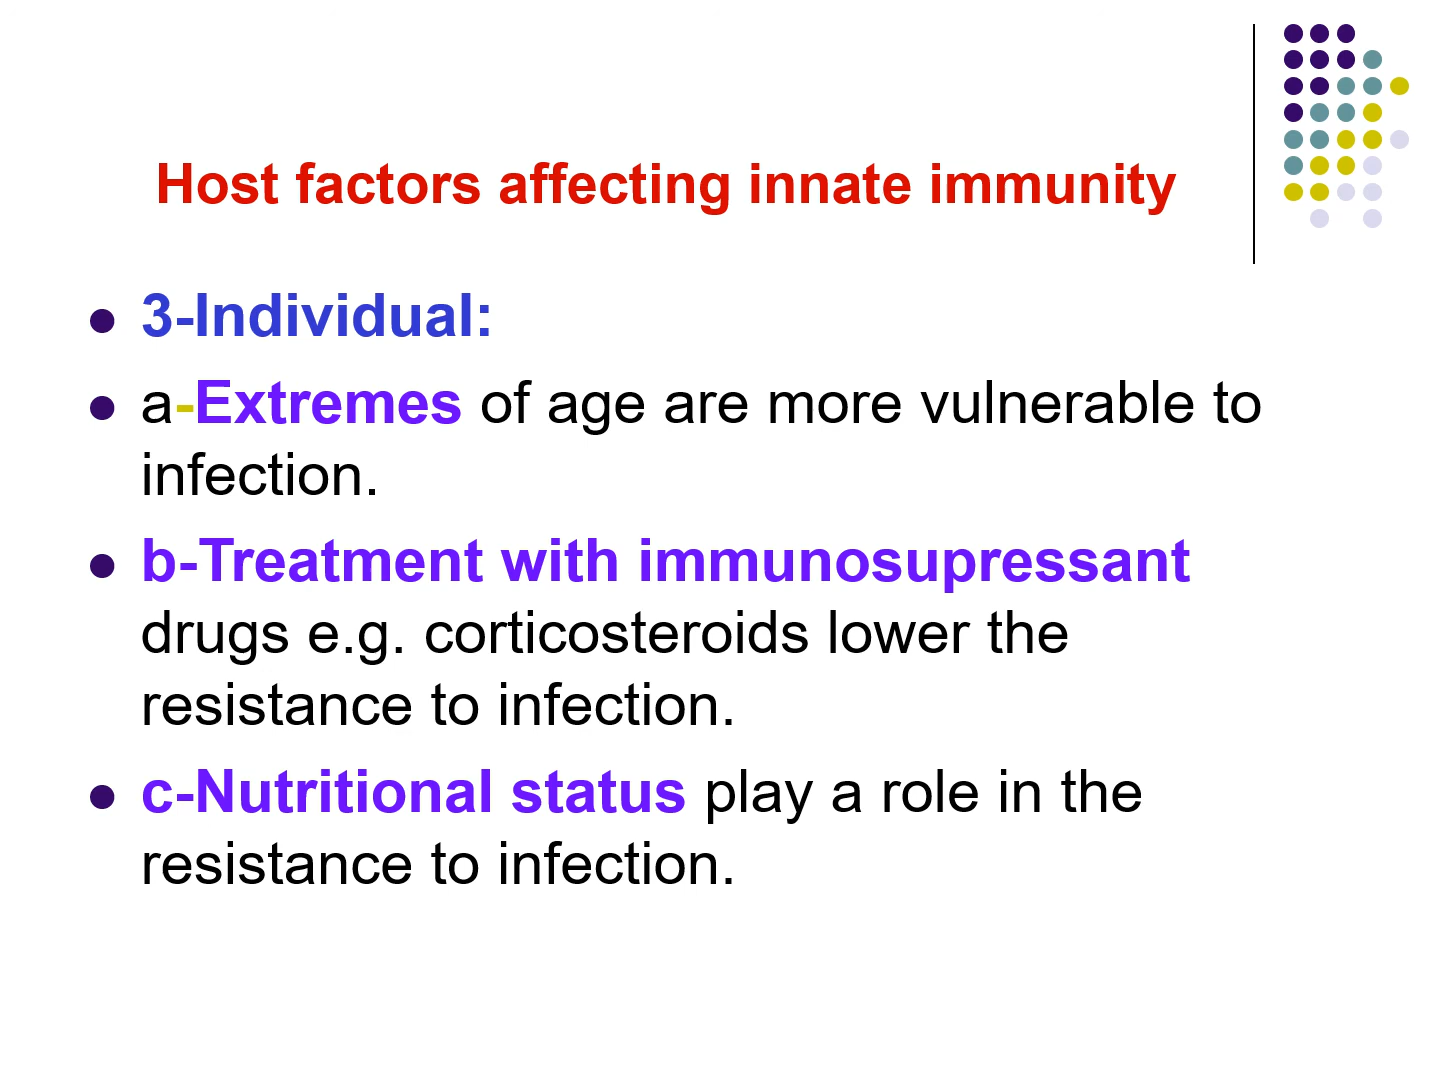 Host factors affecting innate immunity
3-Individual:
a-Extremes of age are more vulnerable to
infection.
b-Treatment with immunosupressant
drugs e.g. corticosteroids lower the
resistance to infection.
c-Nutritional status play a role in the
resistance to infection.